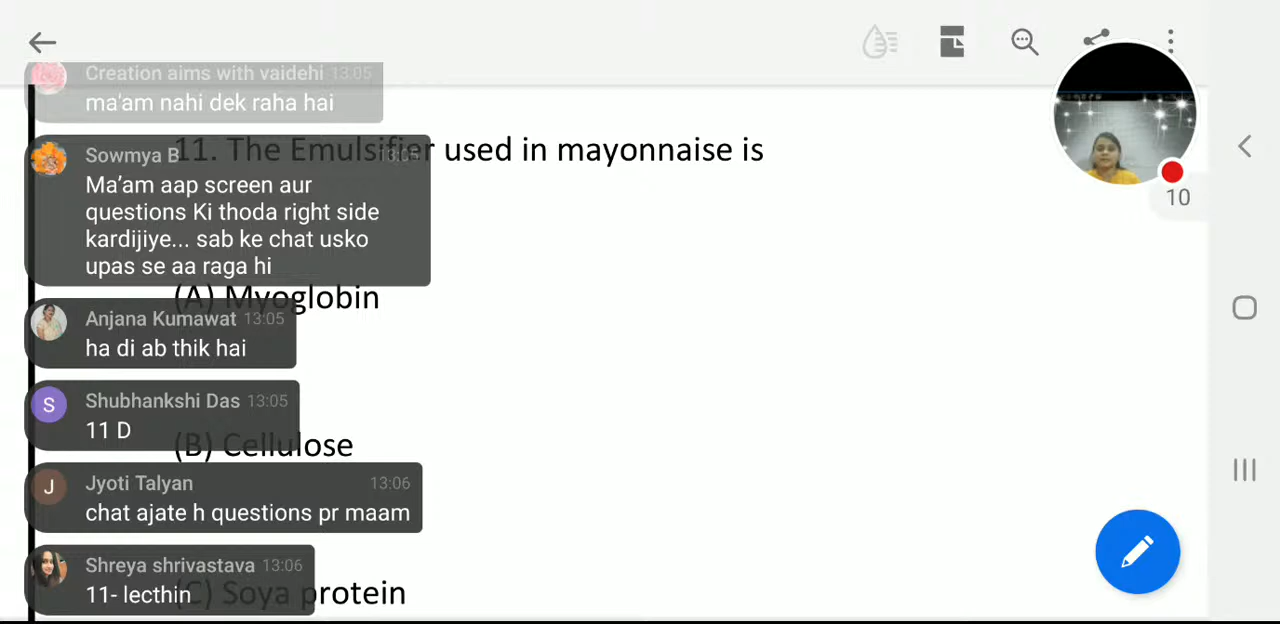 Creation aims with vaidehi 13:05
ma'am nahi dek raha hai
11. The Emulsifier used in mayonnaise is
Sowmya B 13:05
Ma'am aap screen aur
questions Ki thoda right side
kardijiye... sab ke chat usko
upas se aa raga hi
(A) Myoglobin
Anjana Kumawat 13:05
ha di ab thik hai
Shubhankshi Das 13:05
11 D
(B) Cellulose
Jyoti Talyan 13:06
chat ajate h questions pr maam
Shreya shrivastava 13:06
11- lecthin
(C) Soya protein
S
J
10